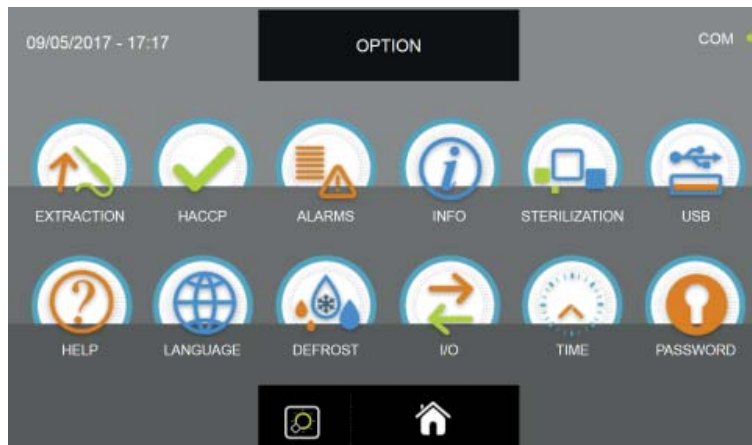 09/05/2017 - 17:17
OPTION
COM
EXTRACTION
HACCP
ALARMS
INFO
STERILIZATION
USB
HELP
LANGUAGE
DEFROST
I/O
TIME
PASSWORD